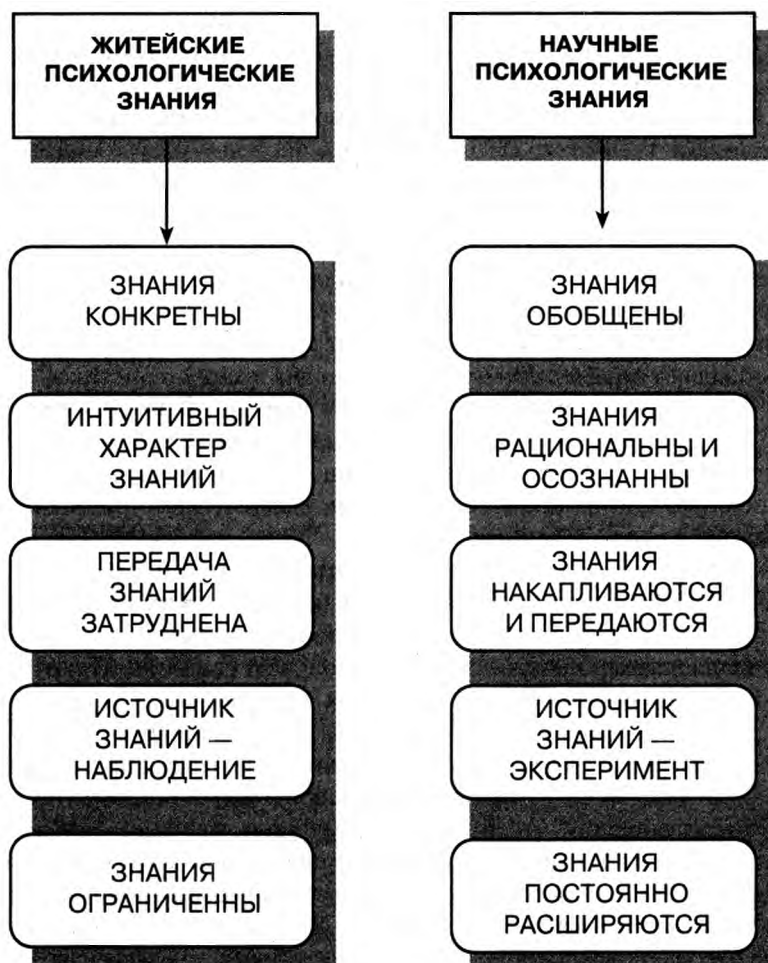 ЖИТЕЙСКИЕ
ПСИХОЛОГИЧЕСКИЕ
ЗНАНИЯ
ЗНАНИЯ
КОНКРЕТНЫ
ИНТУИТИВНЫЙ
ХАРАКТЕР
ЗНАНИЙ
ПЕРЕДАЧА
ЗНАНИЙ
ЗАТРУДНЕНА
ИСТОЧНИК
ЗНАНИЙ —
НАБЛЮДЕНИЕ
ЗНАНИЯ
ОГРАНИЧЕННЫ
НАУЧНЫЕ
ПСИХОЛОГИЧЕСКИЕ
ЗНАНИЯ
ЗНАНИЯ
ОБОБЩЕНЫ
ЗНАНИЯ
РАЦИОНАЛЬНЫ И
ОСОЗНАННЫ
ЗНАНИЯ
НАКАПЛИВАЮТСЯ
И ПЕРЕДАЮТСЯ
ИСТОЧНИК
ЗНАНИЙ —
ЭКСПЕРИМЕНТ
ЗНАНИЯ
ПОСТОЯННО
РАСШИРЯЮТСЯ